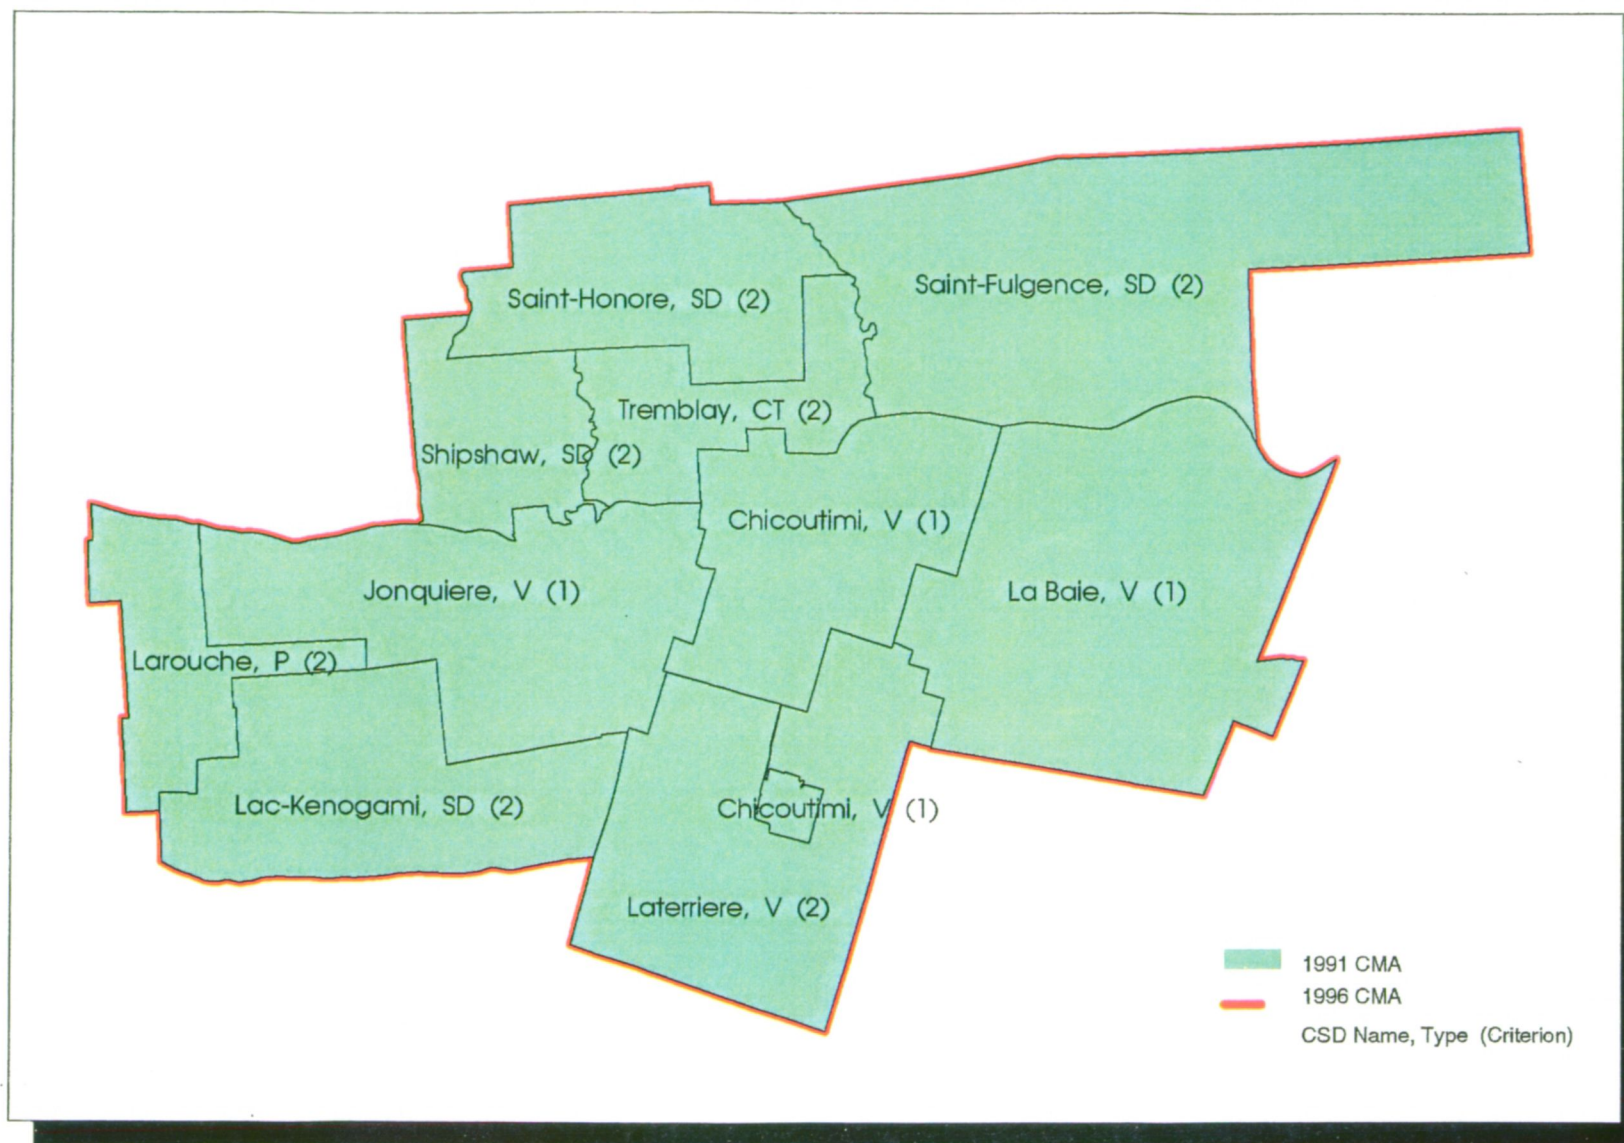 Saint-Fulgence, SD (2)
Saint-Honore, SD (2)
Tremblay, CT (2)
Shipshaw, SD (2)
Chicoutimi, V (1)
Jonquiere, V (1)
La Baie, V (1)
Larouche, P (2)
Lac-Kenogami, SD (2)
Chicoutimi, V (1)
Laterriere, V (2)
1991 CMA
1996 CMA
CSD Name, Type (Criterion)